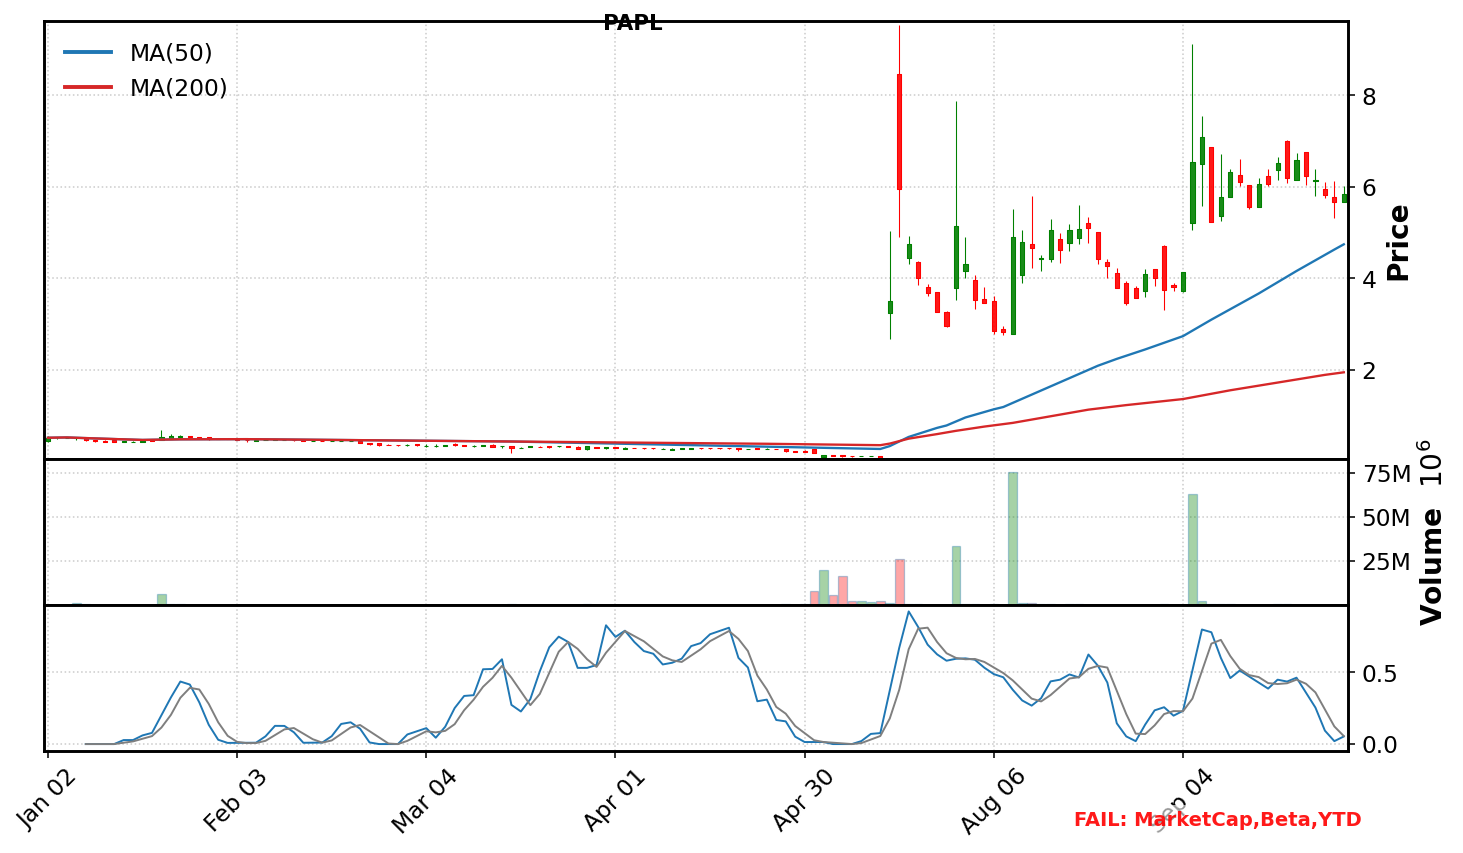 PAPL
MA(50)
MA(200)
8
6
4
2
Price
75M
50M
25M
Volume 10^6
0.5
0.0
Jan 02
Feb 03
Mar 04
Apr 01
Apr 30
Aug 06
Sep 04
FAIL: MarketCap,Beta,YTD